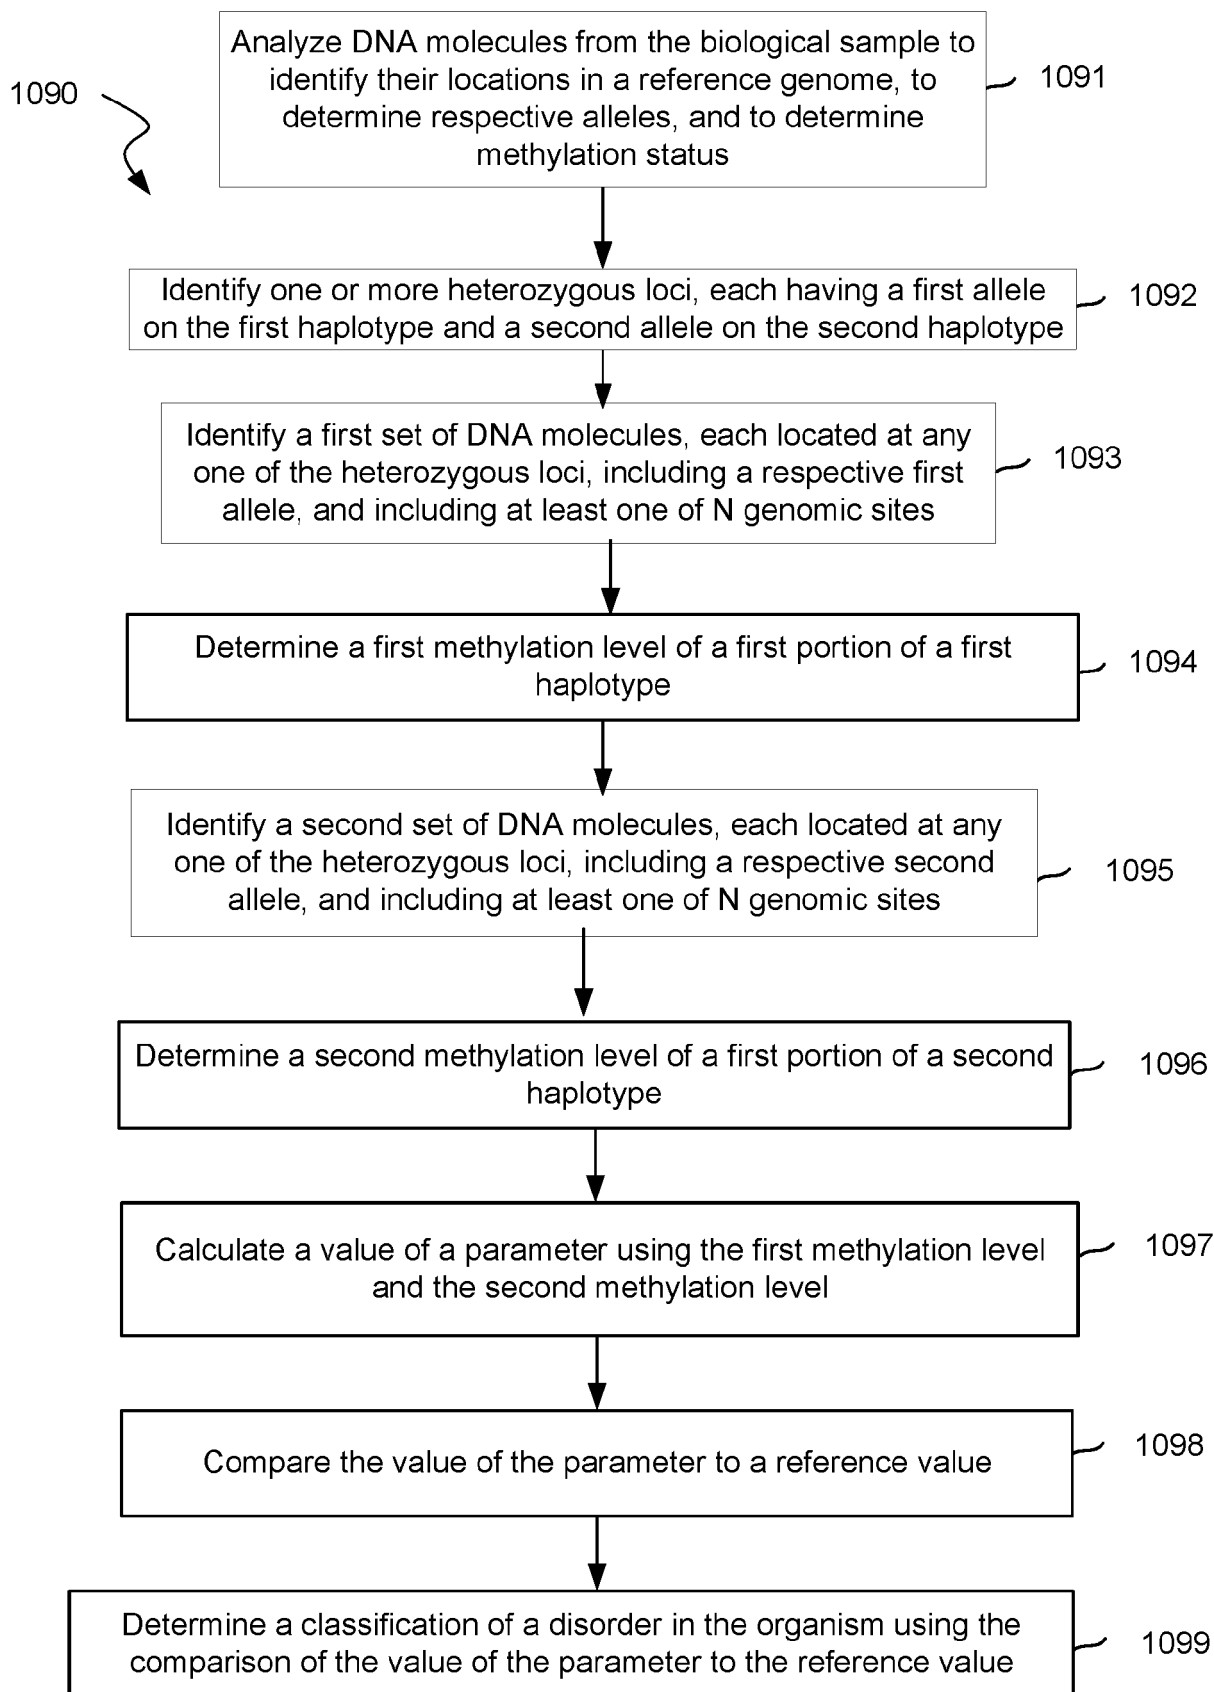 Analyze DNA molecules from the biological sample to
identify their locations in a reference genome, to
determine respective alleles, and to determine
methylation status
1091
1090
Identify one or more heterozygous loci, each having a first allele
on the first haplotype and a second allele on the second haplotype
1092
Identify a first set of DNA molecules, each located at any
one of the heterozygous loci, including a respective first
allele, and including at least one of N genomic sites
1093
Determine a first methylation level of a first portion of a first
haplotype
1094
Identify a second set of DNA molecules, each located at any
one of the heterozygous loci, including a respective second
allele, and including at least one of N genomic sites
1095
Determine a second methylation level of a first portion of a second
haplotype
1096
Calculate a value of a parameter using the first methylation level
and the second methylation level
1097
Compare the value of the parameter to a reference value
1098
Determine a classification of a disorder in the organism using the
comparison of the value of the parameter to the reference value
1099